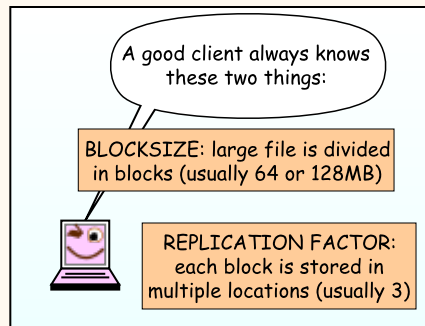 A good client always knows
these two things:
BLOCKSIZE: large file is divided
in blocks (usually 64 or 128MB)
REPLICATION FACTOR:
each block is stored in
multiple locations (usually 3)